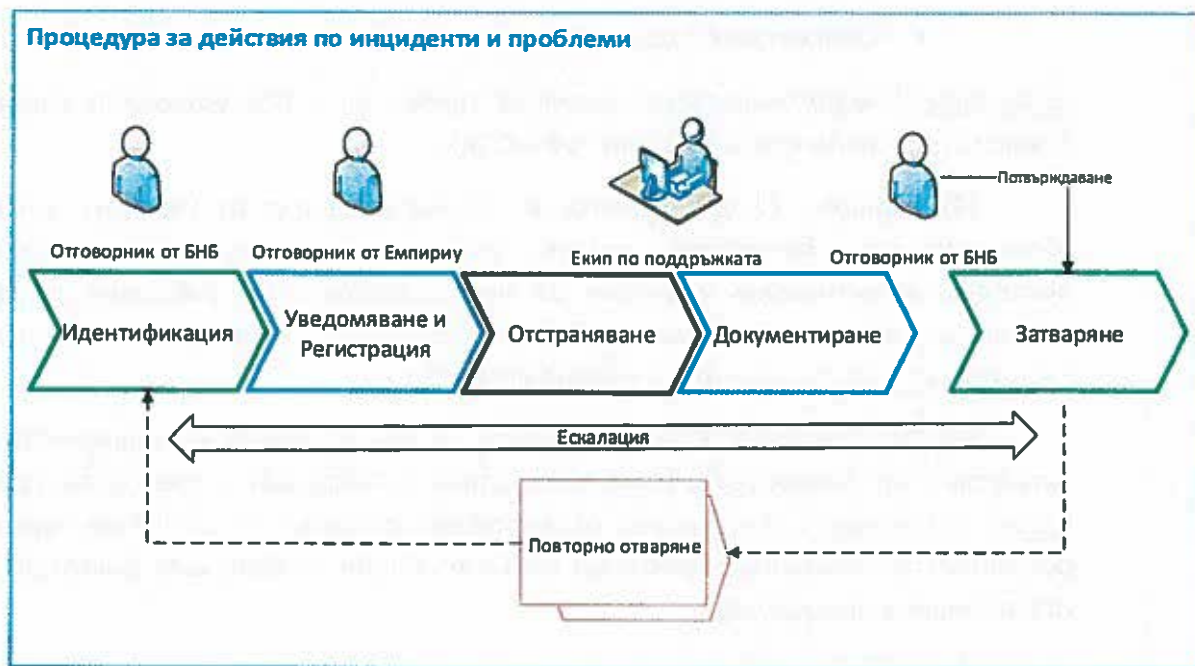 Процедура за действия по инциденти и проблеми
Потвърждаване
Отговорник от БНБ
Отговорник от Емпириу
Екип по поддръжката
Отговорник от БНБ
Идентификация
Уведомяване и
Регистрация
Отстраняване
Документиране
Затваряне
Ескалация
Повторно отваряне